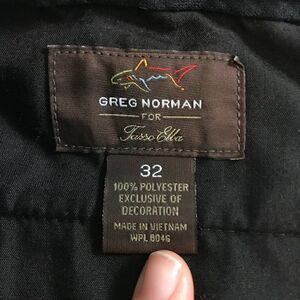 GREG NORMAN
FOR
Tasso Elba
32
100% POLYESTER
EXCLUSIVE OF
DECORATION
MADE IN VIETNAM
WPL 8046